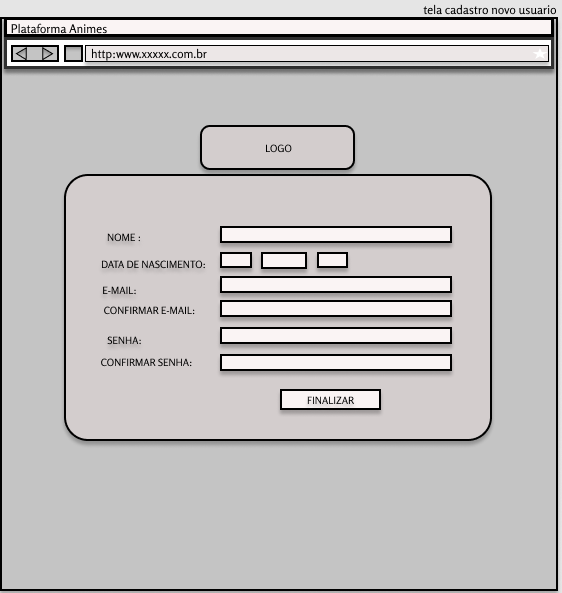 tela cadastro novo usuario
Plataforma Animes
http:www.xxxxx.com.br
LOGO
NOME :
DATA DE NASCIMENTO:
E-MAIL:
CONFIRMAR E-MAIL:
SENHA:
CONFIRMAR SENHA:
FINALIZAR